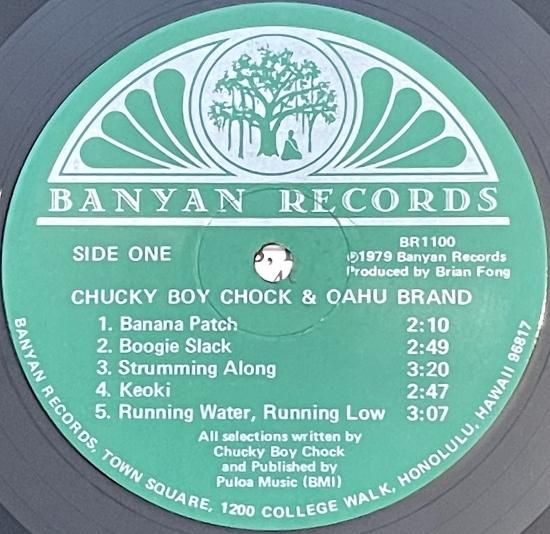 BANYAN RECORDS
SIDE ONE
BR1100
℗1979 Banyan Records
Produced by Brian Fong
CHUCKY BOY CHOCK & OAHU BRAND
1. Banana Patch 2:10
2. Boogie Slack 2:49
3. Strumming Along 3:20
4. Keoki 2:47
5. Running Water, Running Low 3:07
All selections written by
Chucky Boy Chock
and Published by
Puloa Music (BMI)
BANYAN RECORDS, TOWN SQUARE, 1200 COLLEGE WALK, HONOLULU, HAWAII 96817